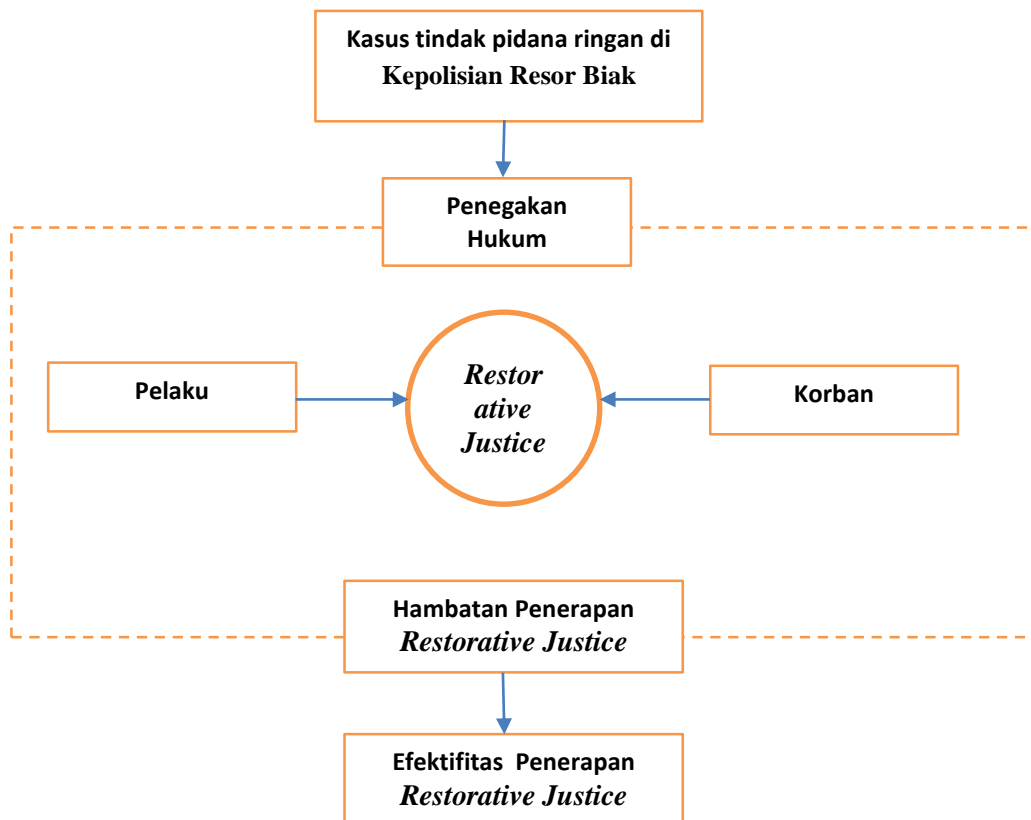 Kasus tindak pidana ringan di
Kepolisian Resor Biak
Penegakan
Hukum
Pelaku
Restor
ative
Justice
Korban
Hambatan Penerapan
Restorative Justice
Efektifitas Penerapan
Restorative Justice